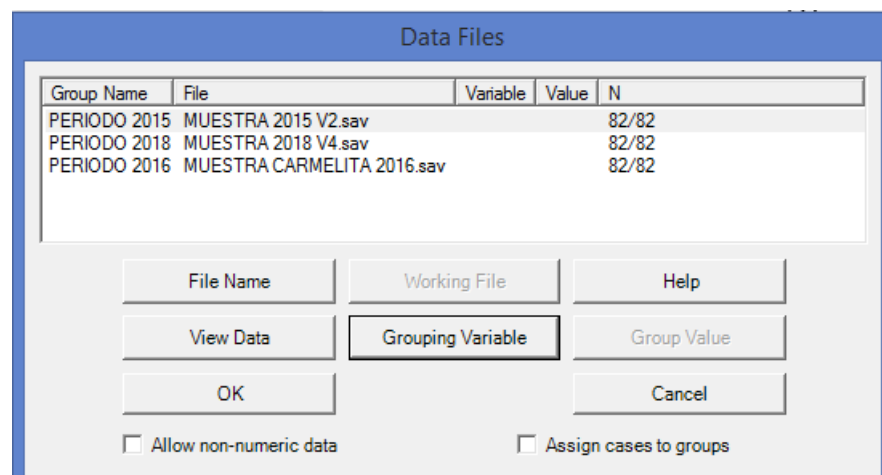 Data Files
Group Name File Variable Value N
PERIODO 2015 MUESTRA 2015 V2.sav 82/82
PERIODO 2018 MUESTRA 2018 V4.sav 82/82
PERIODO 2016 MUESTRA CARMELITA 2016.sav 82/82
File Name Working File Help
View Data Grouping Variable Group Value
OK Cancel
Allow non-numeric data Assign cases to groups